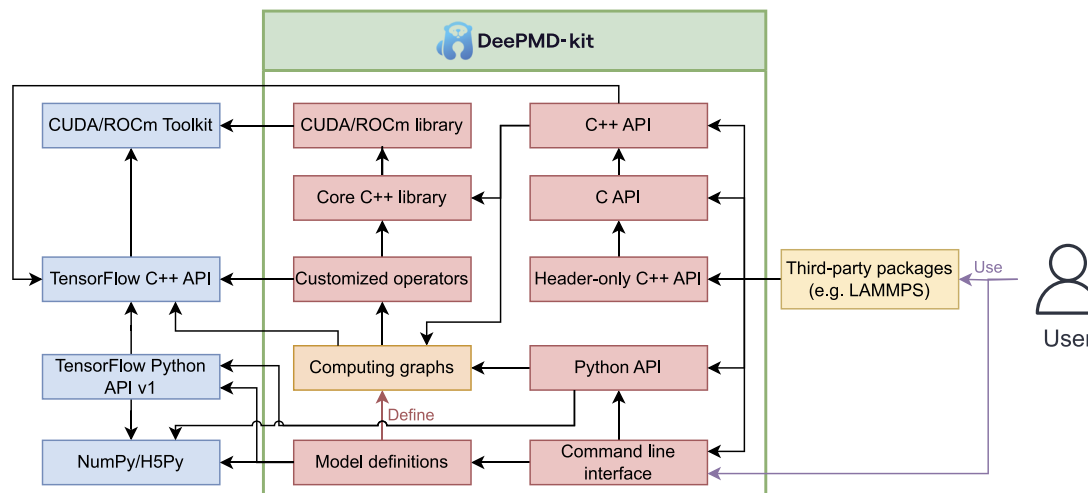 DeePMD-kit
CUDA/ROCm Toolkit
CUDA/ROCm library
C++ API
Core C++ library
C API
TensorFlow C++ API
Customized operators
Header-only C++ API
Third-party packages
(e.g. LAMMPS)
Use
User
TensorFlow Python
API v1
Computing graphs
Python API
Define
NumPy/H5Py
Model definitions
Command line
interface